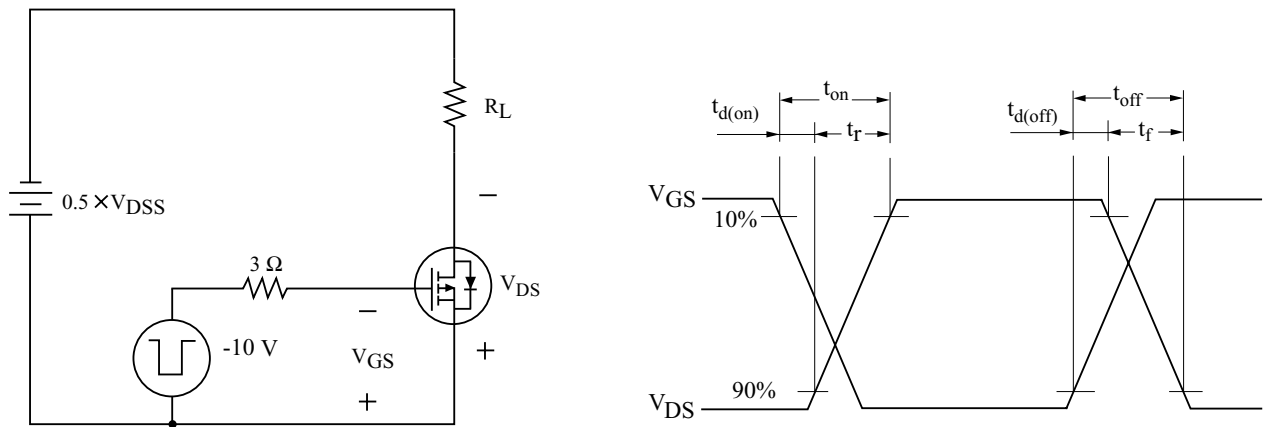 R_L
0.5 ×V_DSS
−
3 Ω
V_DS
−
-10 V
V_GS
+
+
t_on
t_d(on)
t_r
t_off
t_d(off)
t_f
V_GS
10%
90%
V_DS